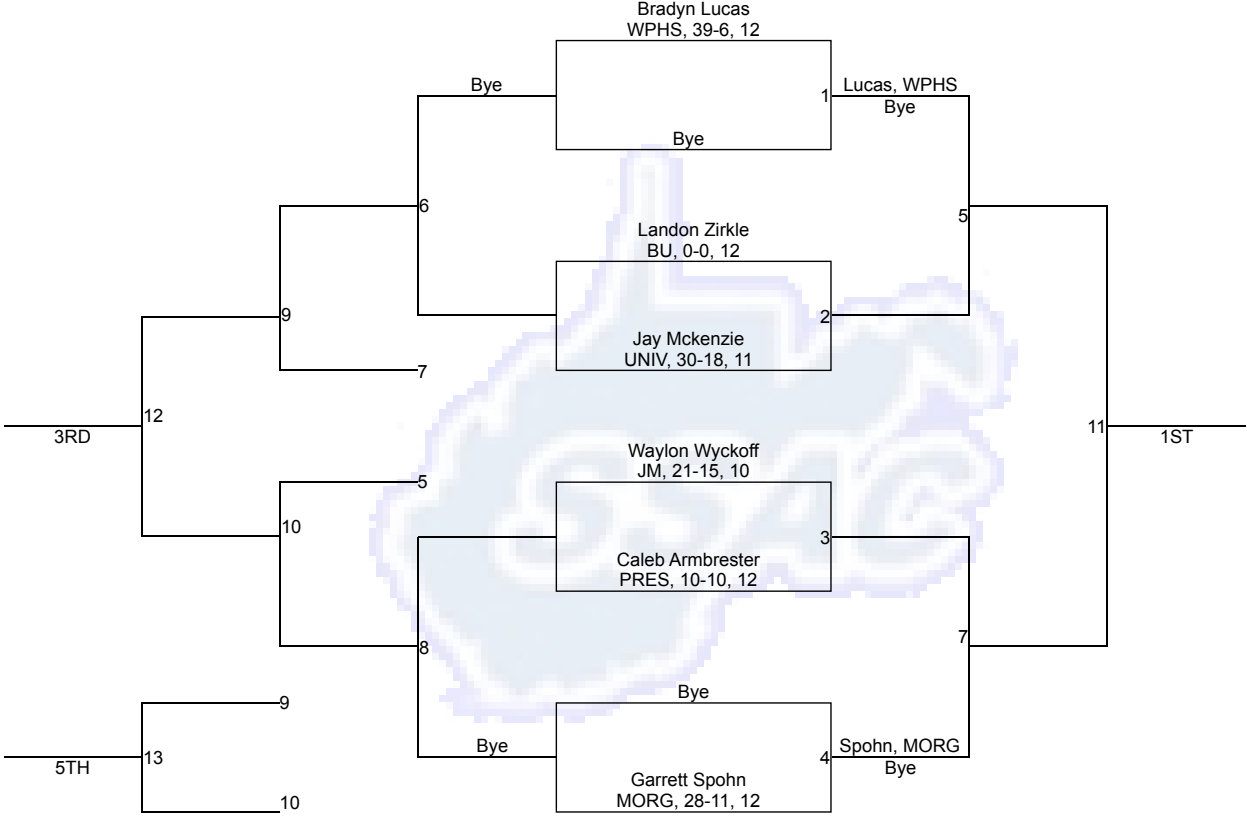 Bradyn Lucas
WPHS, 39-6, 12
Bye
1
Lucas, WPHS
Bye
Bye
6
5
Landon Zirkle
BU, 0-0, 12
9
2
Jay Mckenzie
UNIV, 30-18, 11
7
12
3RD
11
1ST
Waylon Wyckoff
JM, 21-15, 10
5
10
3
Caleb Armbrester
PRES, 10-10, 12
8
7
Bye
9
Bye
4
Spohn, MORG
Bye
13
5TH
Garrett Spohn
MORG, 28-11, 12
10
SSAC